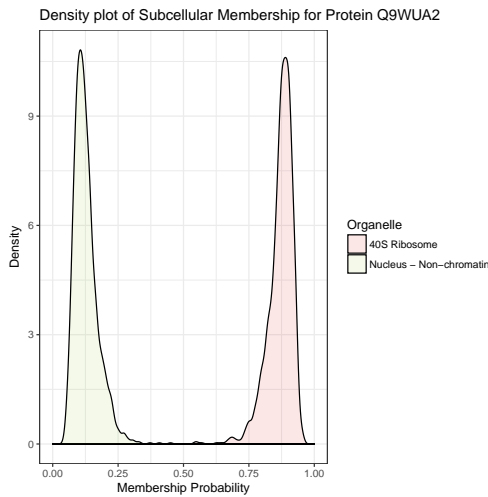 Density plot of Subcellular Membership for Protein Q9WUA2
9
6
3
0
Density
0.00 0.25 0.50 0.75 1.00
Membership Probability
Organelle
40S Ribosome
Nucleus − Non−chromatin